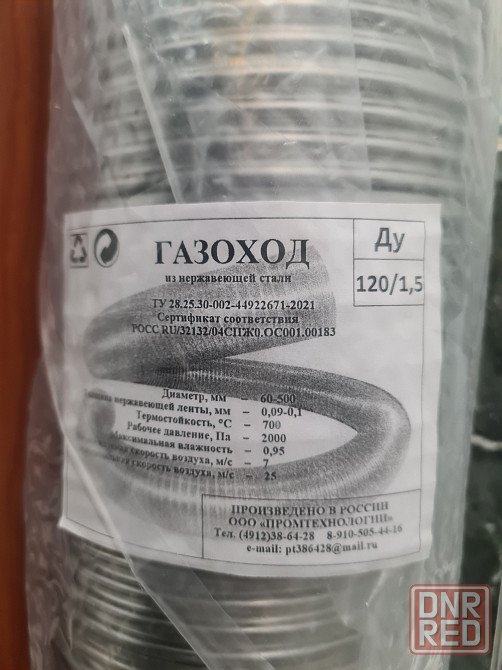 ГАЗОХОД
из нержавеющей стали
Ду
120/1,5
ТУ 28.25.30-002-44922671-2021
Сертификат соответствия
РОСС RU/32132/04СПЖ0.ОС001.00183
Диаметр, мм – 60-500
нержавеющей ленты, мм – 0,09-0,1
Термостойкость, °С – 700
Рабочее давление, Па – 2000
Максимальная влажность – 0,95
скорость воздуха, м/с – 7
скорость воздуха, м/с – 25
ПРОИЗВЕДЕНО В РОССИИ
ООО «ПРОМТЕХНОЛОГИИ»
Тел. (4912)38-64-28 8-910-505-44-16
e-mail: pt386428@mail.ru
DNR
RED